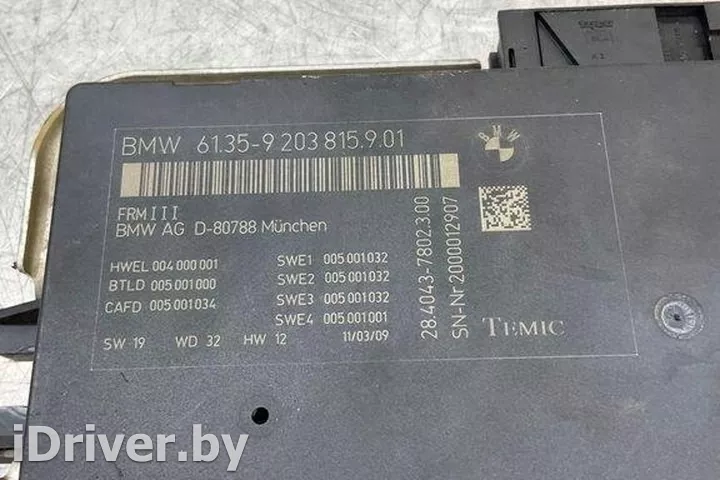 BMW 61.35-9 203 815.9.01
BMW
FRM III
BMW AG D-80788 München
HWEL 004 000 001
BTLD 005 001 000
CAFD 005 001 034
SWE1 005 001 032
SWE2 005 001 032
SWE3 005 001 032
SWE4 005 001 001
SW 19 WD 32 HW 12 11/03/09
28.4043-7802.3.00
SN-Nr 2000012907
TEMIC
iDriver.by